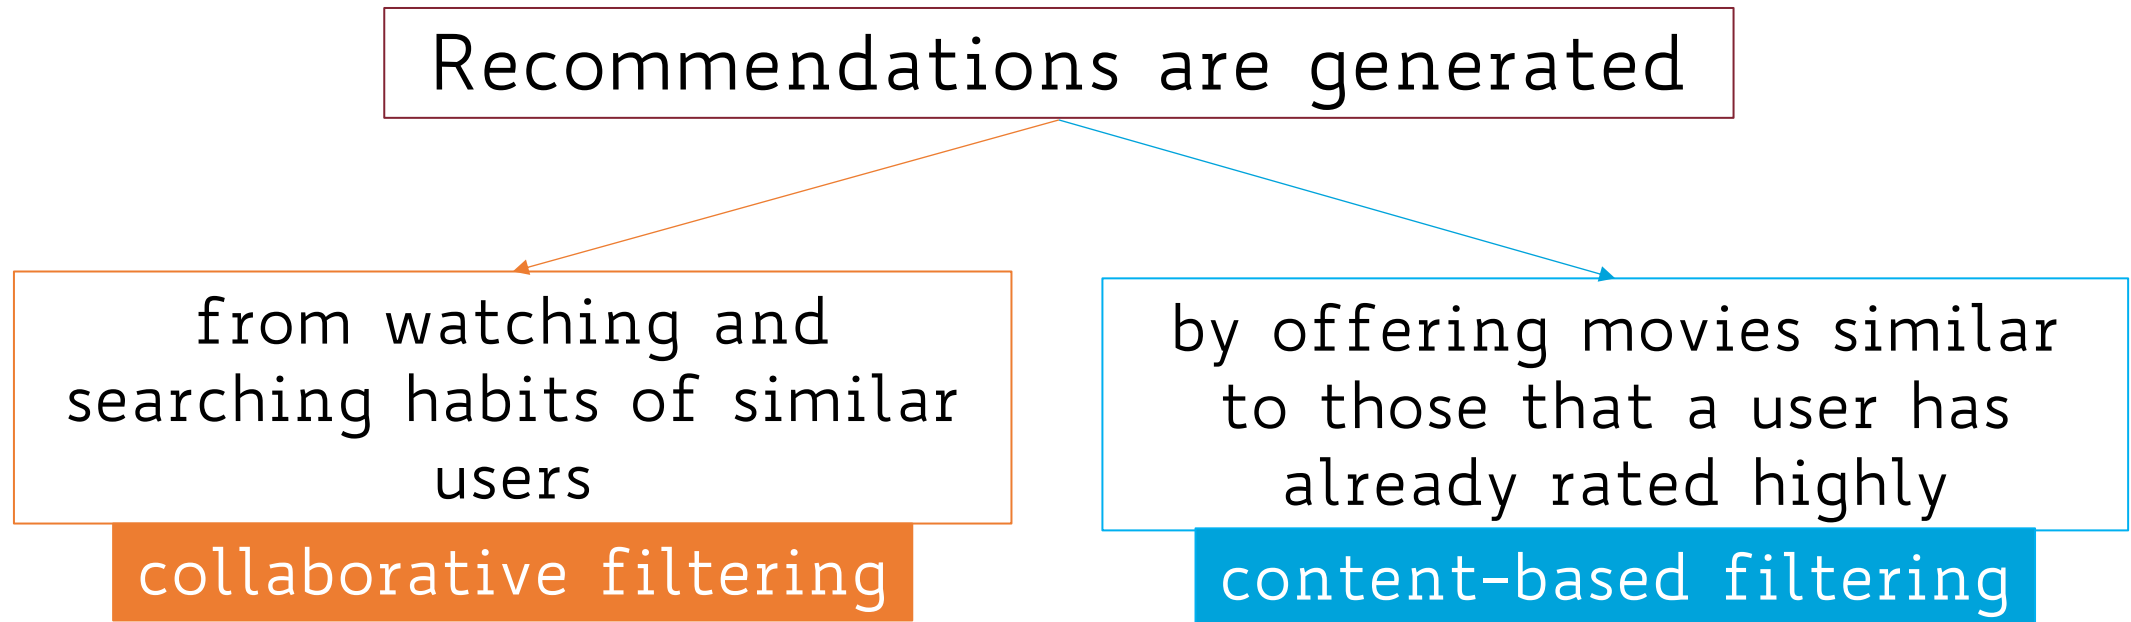 Recommendations are generated
from watching and
searching habits of similar
users
collaborative filtering
by offering movies similar
to those that a user has
already rated highly
content-based filtering